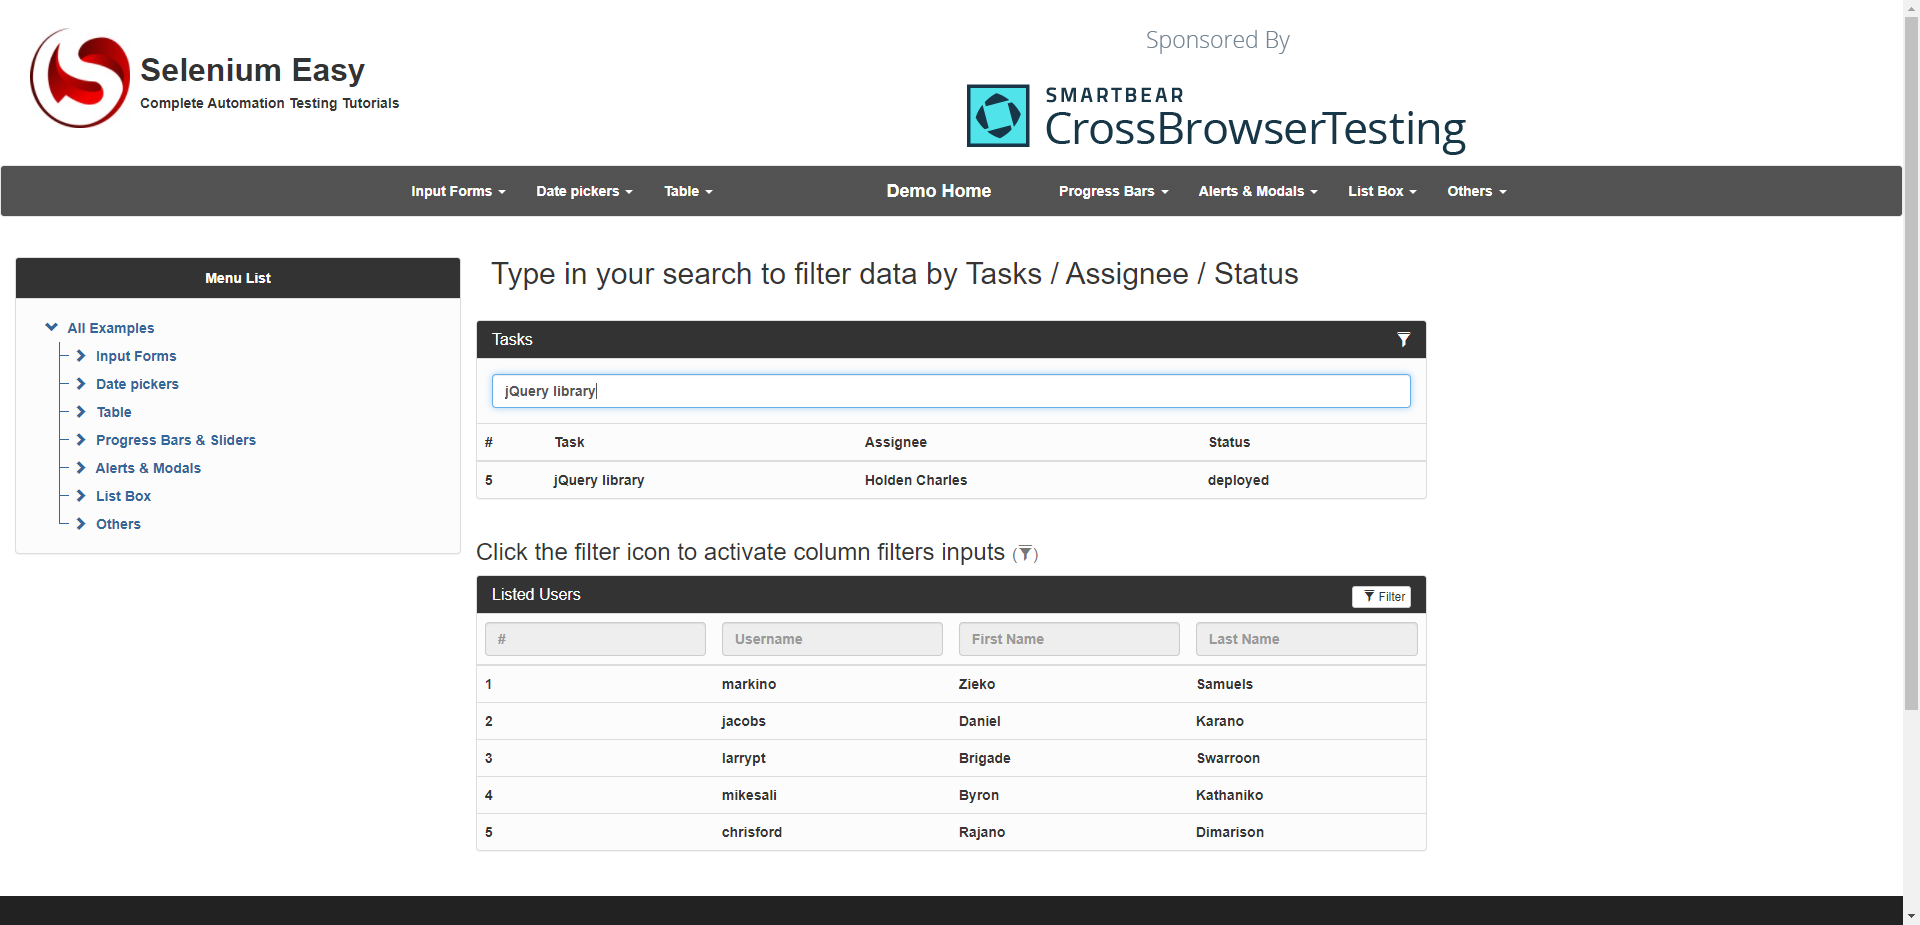 Selenium Easy
Complete Automation Testing Tutorials
Sponsored By
SMARTBEAR
CrossBrowserTesting
Input Forms Date pickers Table Demo Home Progress Bars Alerts & Modals List Box Others
Menu List
All Examples
Input Forms
Date pickers
Table
Progress Bars & Sliders
Alerts & Modals
List Box
Others
Type in your search to filter data by Tasks / Assignee / Status
Tasks
jQuery library
# Task Assignee Status
5 jQuery library Holden Charles deployed
Click the filter icon to activate column filters inputs ( )
Listed Users Filter
# Username First Name Last Name
1 markino Zieko Samuels
2 jacobs Daniel Karano
3 larrypt Brigade Swarroon
4 mikesali Byron Kathaniko
5 chrisford Rajano Dimarison